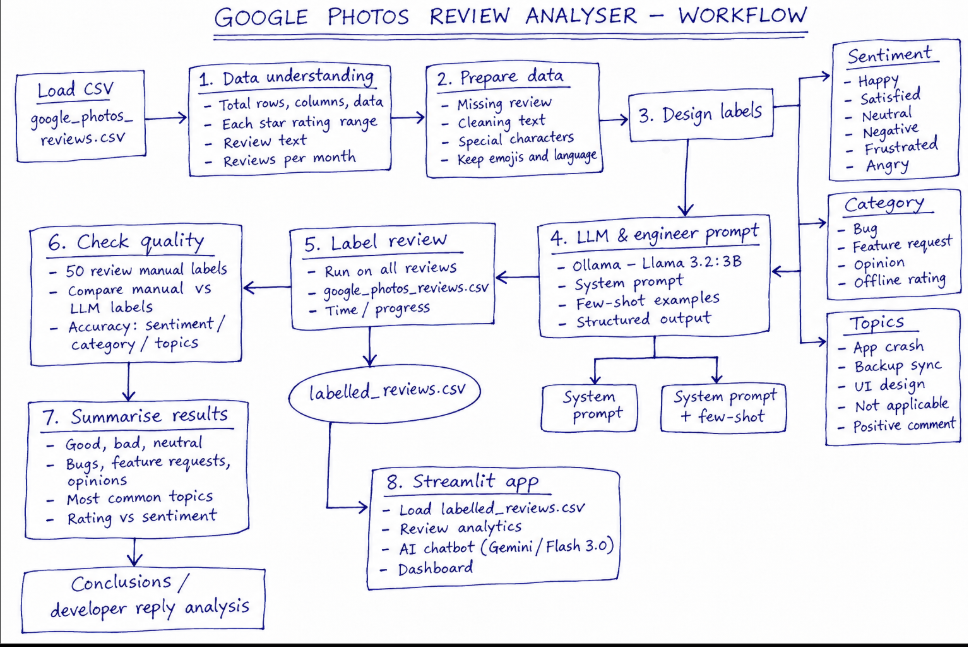 GOOGLE PHOTOS REVIEW ANALYSER – WORKFLOW
Load CSV
google_photos_
reviews.csv
1. Data understanding
- Total rows, columns, data
- Each star rating range
- Review text
- Reviews per month
2. Prepare data
- Missing review
- Cleaning text
- Special characters
- Keep emojis and language
3. Design labels
Sentiment
- Happy
- Satisfied
- Neutral
- Negative
- Frustrated
- Angry
Category
- Bug
- Feature request
- Opinion
- Offline rating
Topics
- App crash
- Backup sync
- UI design
- Not applicable
- Positive comment
4. LLM & engineer prompt
- Ollama – Llama 3.2:3B
- System prompt
- Few-shot examples
- Structured output
System
prompt
System prompt
+ few-shot
5. Label review
- Run on all reviews
- google_photos_reviews.csv
- Time / progress
labelled_reviews.csv
6. Check quality
- 50 review manual labels
- Compare manual vs
LLM labels
- Accuracy: sentiment /
category / topics
7. Summarise results
- Good, bad, neutral
- Bugs, feature requests,
opinions
- Most common topics
- Rating vs sentiment
Conclusions /
developer reply analysis
8. Streamlit app
- Load labelled_reviews.csv
- Review analytics
- AI chatbot (Gemini / Flash 3.0)
- Dashboard